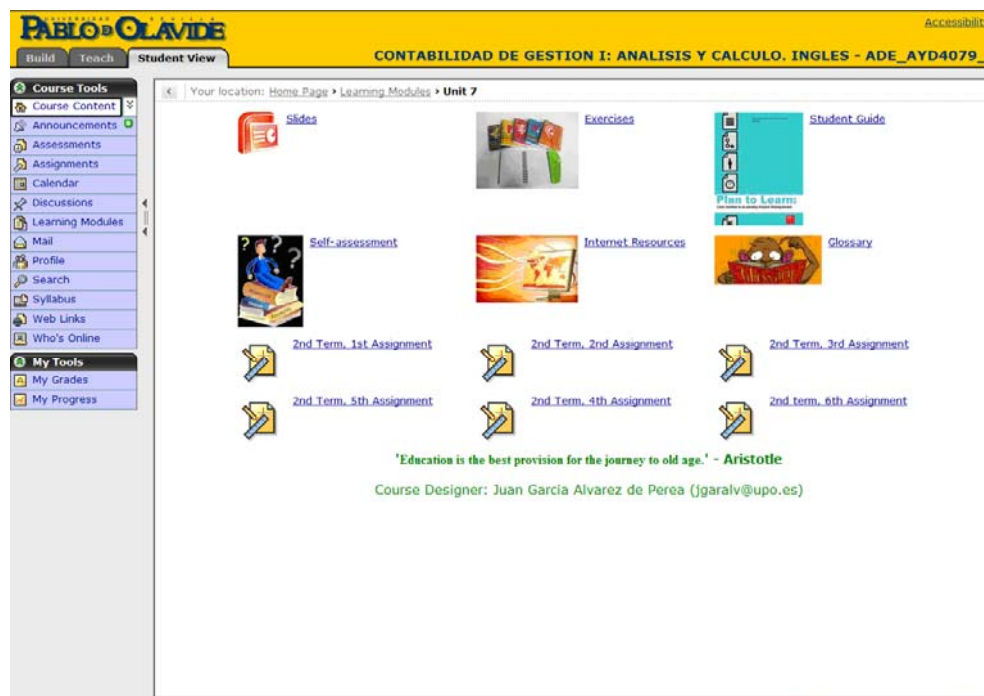 UNIVERSIDAD
SEVILLA
PABLO DE OLAVIDE
Accessibilit
Build
Teach
Student View
CONTABILIDAD DE GESTION I: ANALISIS Y CALCULO. INGLES - ADE_AYD4079_
Course Tools
Course Content
Announcements
Assessments
Assignments
Calendar
Discussions
Learning Modules
Mail
Profile
Search
Syllabus
Web Links
Who's Online
My Tools
My Grades
My Progress
Your location: Home Page › Learning Modules › Unit 7
Slides
Exercises
Student Guide
Plan to Learn:
Self-assessment
Internet Resources
Glossary
2nd Term, 1st Assignment
2nd Term, 2nd Assignment
2nd Term, 3rd Assignment
2nd Term, 5th Assignment
2nd Term, 4th Assignment
2nd term, 6th Assignment
'Education is the best provision for the journey to old age.' - Aristotle
Course Designer: Juan Garcia Alvarez de Perea (jgaralv@upo.es)